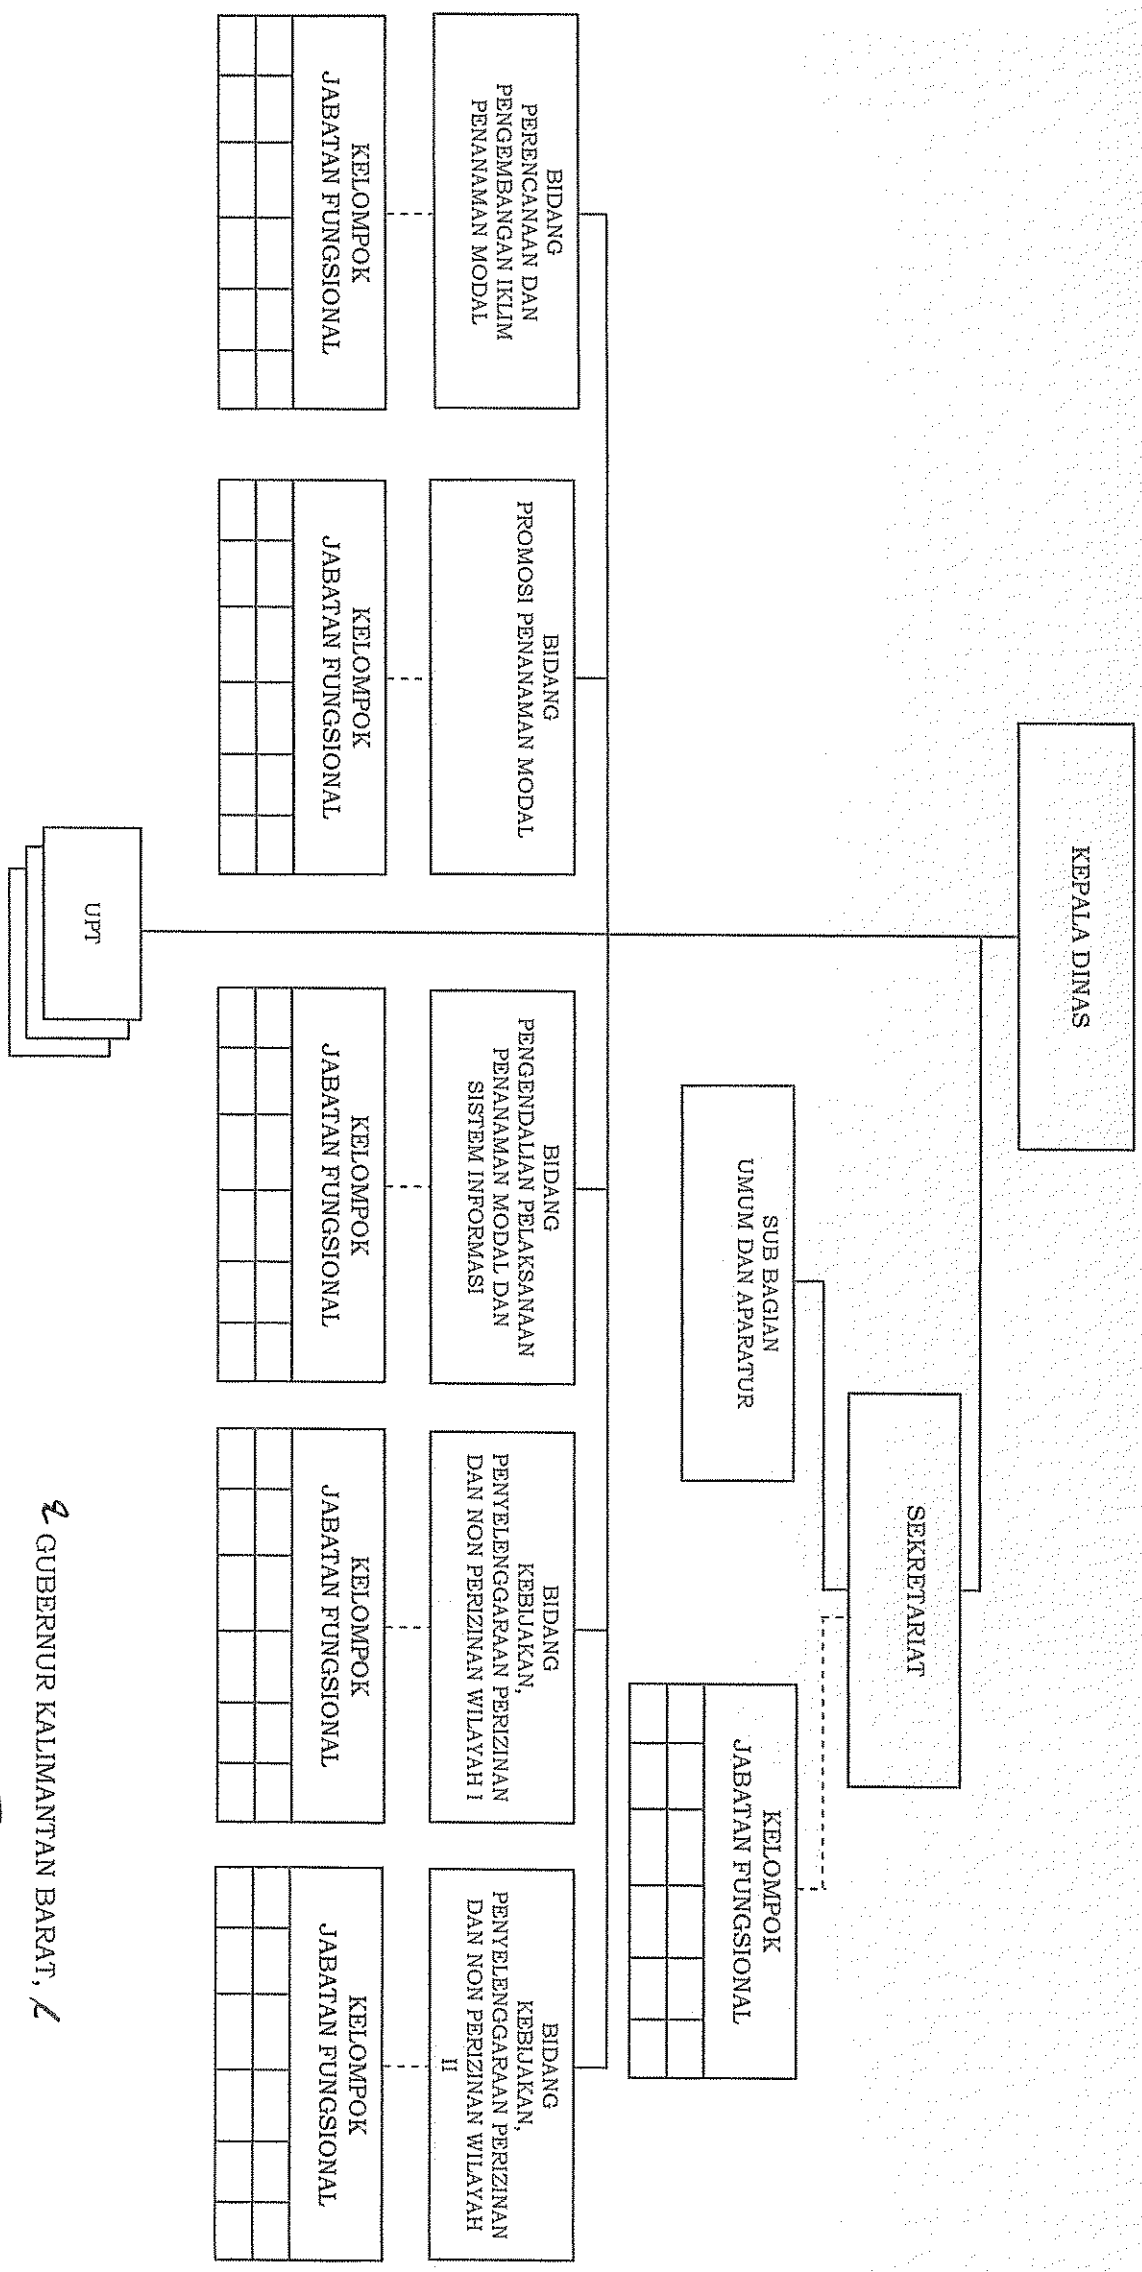 KEPALA DINAS
SEKRETARIAT
SUB BAGIAN
UMUM DAN APARATUR
KELOMPOK
JABATAN FUNGSIONAL
BIDANG
PERENCANAAN DAN
PENGEMBANGAN IKLIM
PENANAMAN MODAL
BIDANG
PROMOSI PENANAMAN MODAL
BIDANG
PENGENDALIAN PELAKSANAAN
PENANAMAN MODAL DAN
SISTEM INFORMASI
BIDANG
KEBIJAKAN,
PENYELENGGARAAN PERIZINAN
DAN NON PERIZINAN WILAYAH I
BIDANG
KEBIJAKAN,
PENYELENGGARAAN PERIZINAN
DAN NON PERIZINAN WILAYAH
II
KELOMPOK
JABATAN FUNGSIONAL
KELOMPOK
JABATAN FUNGSIONAL
KELOMPOK
JABATAN FUNGSIONAL
KELOMPOK
JABATAN FUNGSIONAL
KELOMPOK
JABATAN FUNGSIONAL
UPT
GUBERNUR KALIMANTAN BARAT,